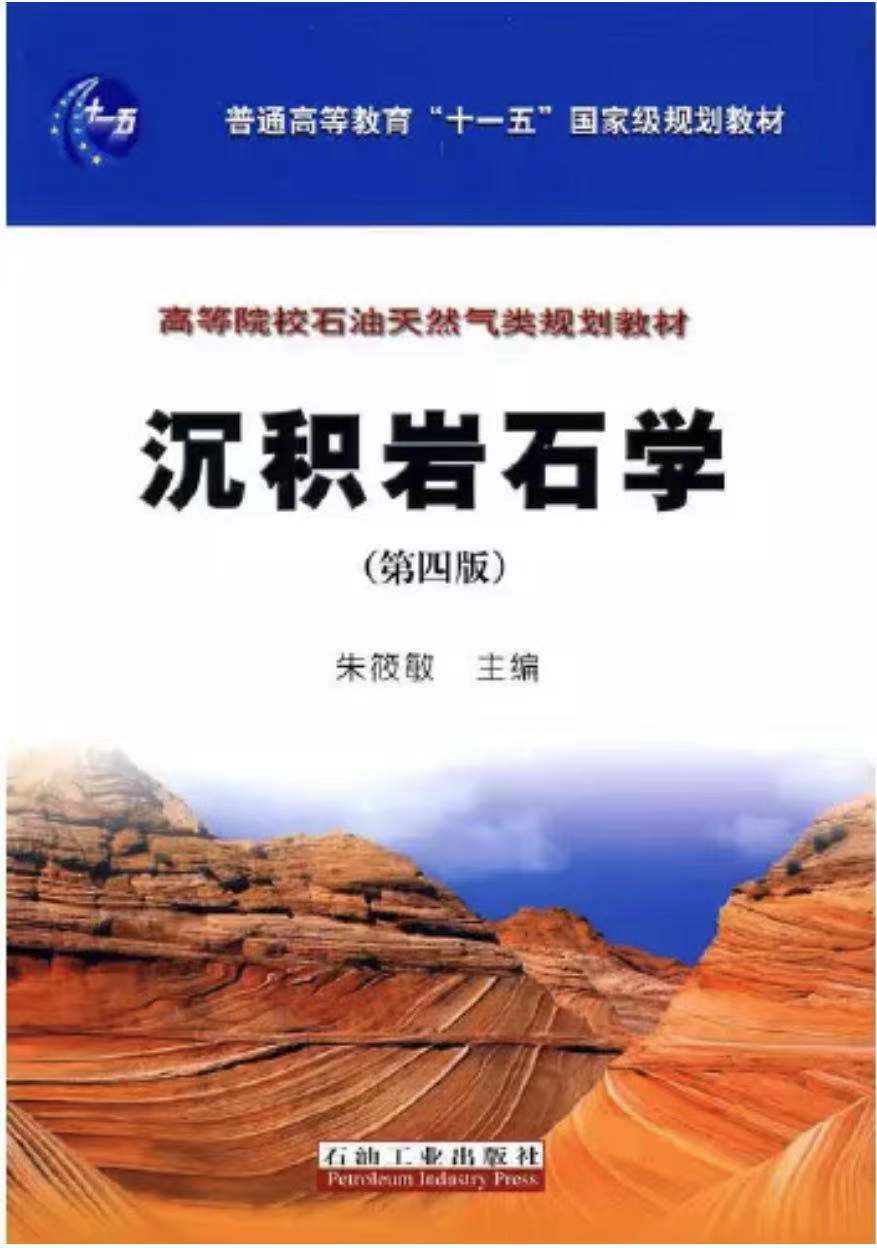 十一五
普通高等教育“十一五”国家级规划教材
高等院校石油天然气类规划教材
沉积岩石学
(第四版)
朱筱敏 主编
石油工业出版社
Petroleum Industry Press